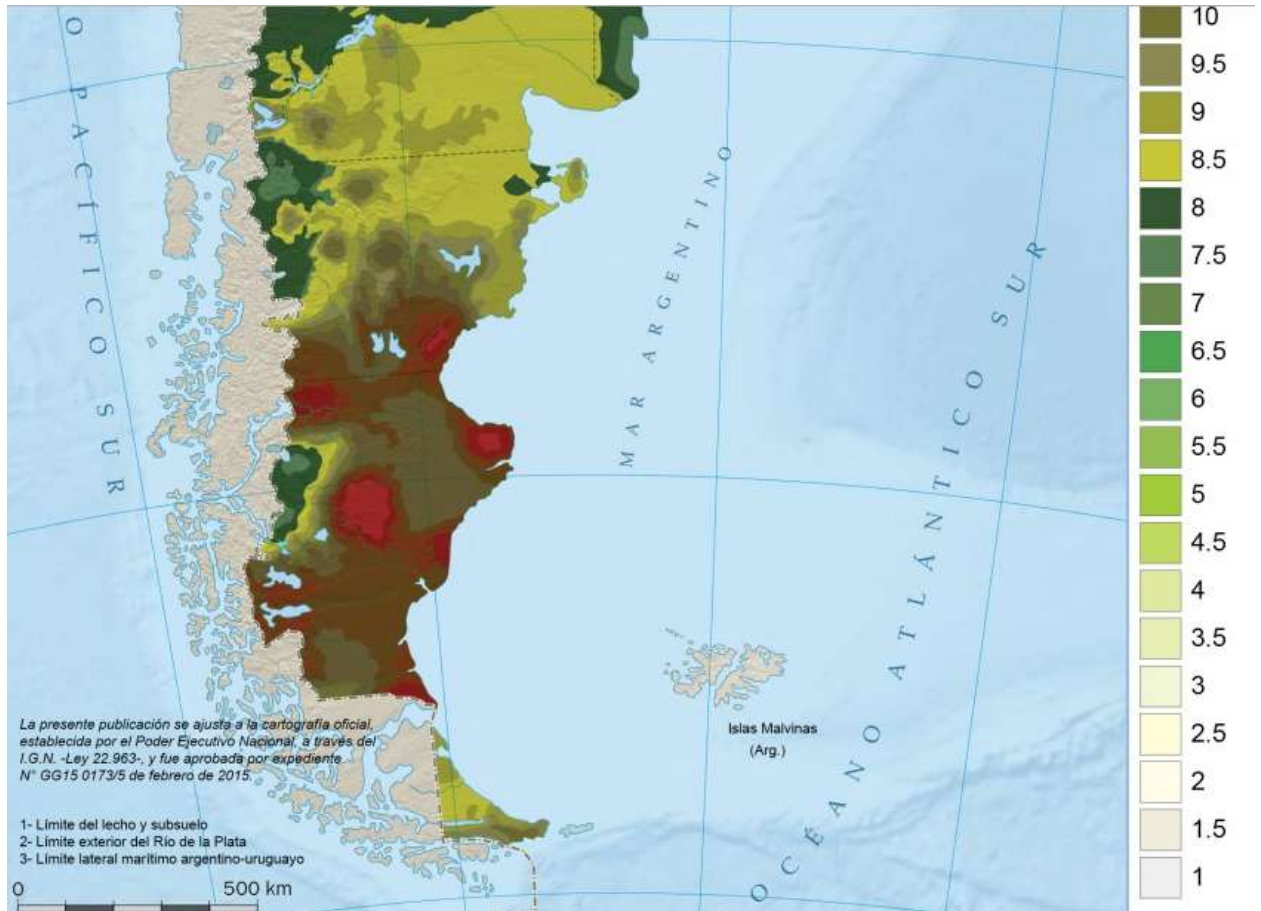 O PACÍFICO SUR
MAR ARGENTINO
OCÉANO ATLÁNTICO SUR
Islas Malvinas
(Arg.)
La presente publicación se ajusta a la cartografía oficial,
establecida por el Poder Ejecutivo Nacional, a través del
I.G.N. -Ley 22.963-, y fue aprobada por expediente
N° GG15 0173/5 de febrero de 2015.
1- Límite del lecho y subsuelo
2- Límite exterior del Río de la Plata
3- Límite lateral marítimo argentino-uruguayo
0 500 km
10
9.5
9
8.5
8
7.5
7
6.5
6
5.5
5
4.5
4
3.5
3
2.5
2
1.5
1